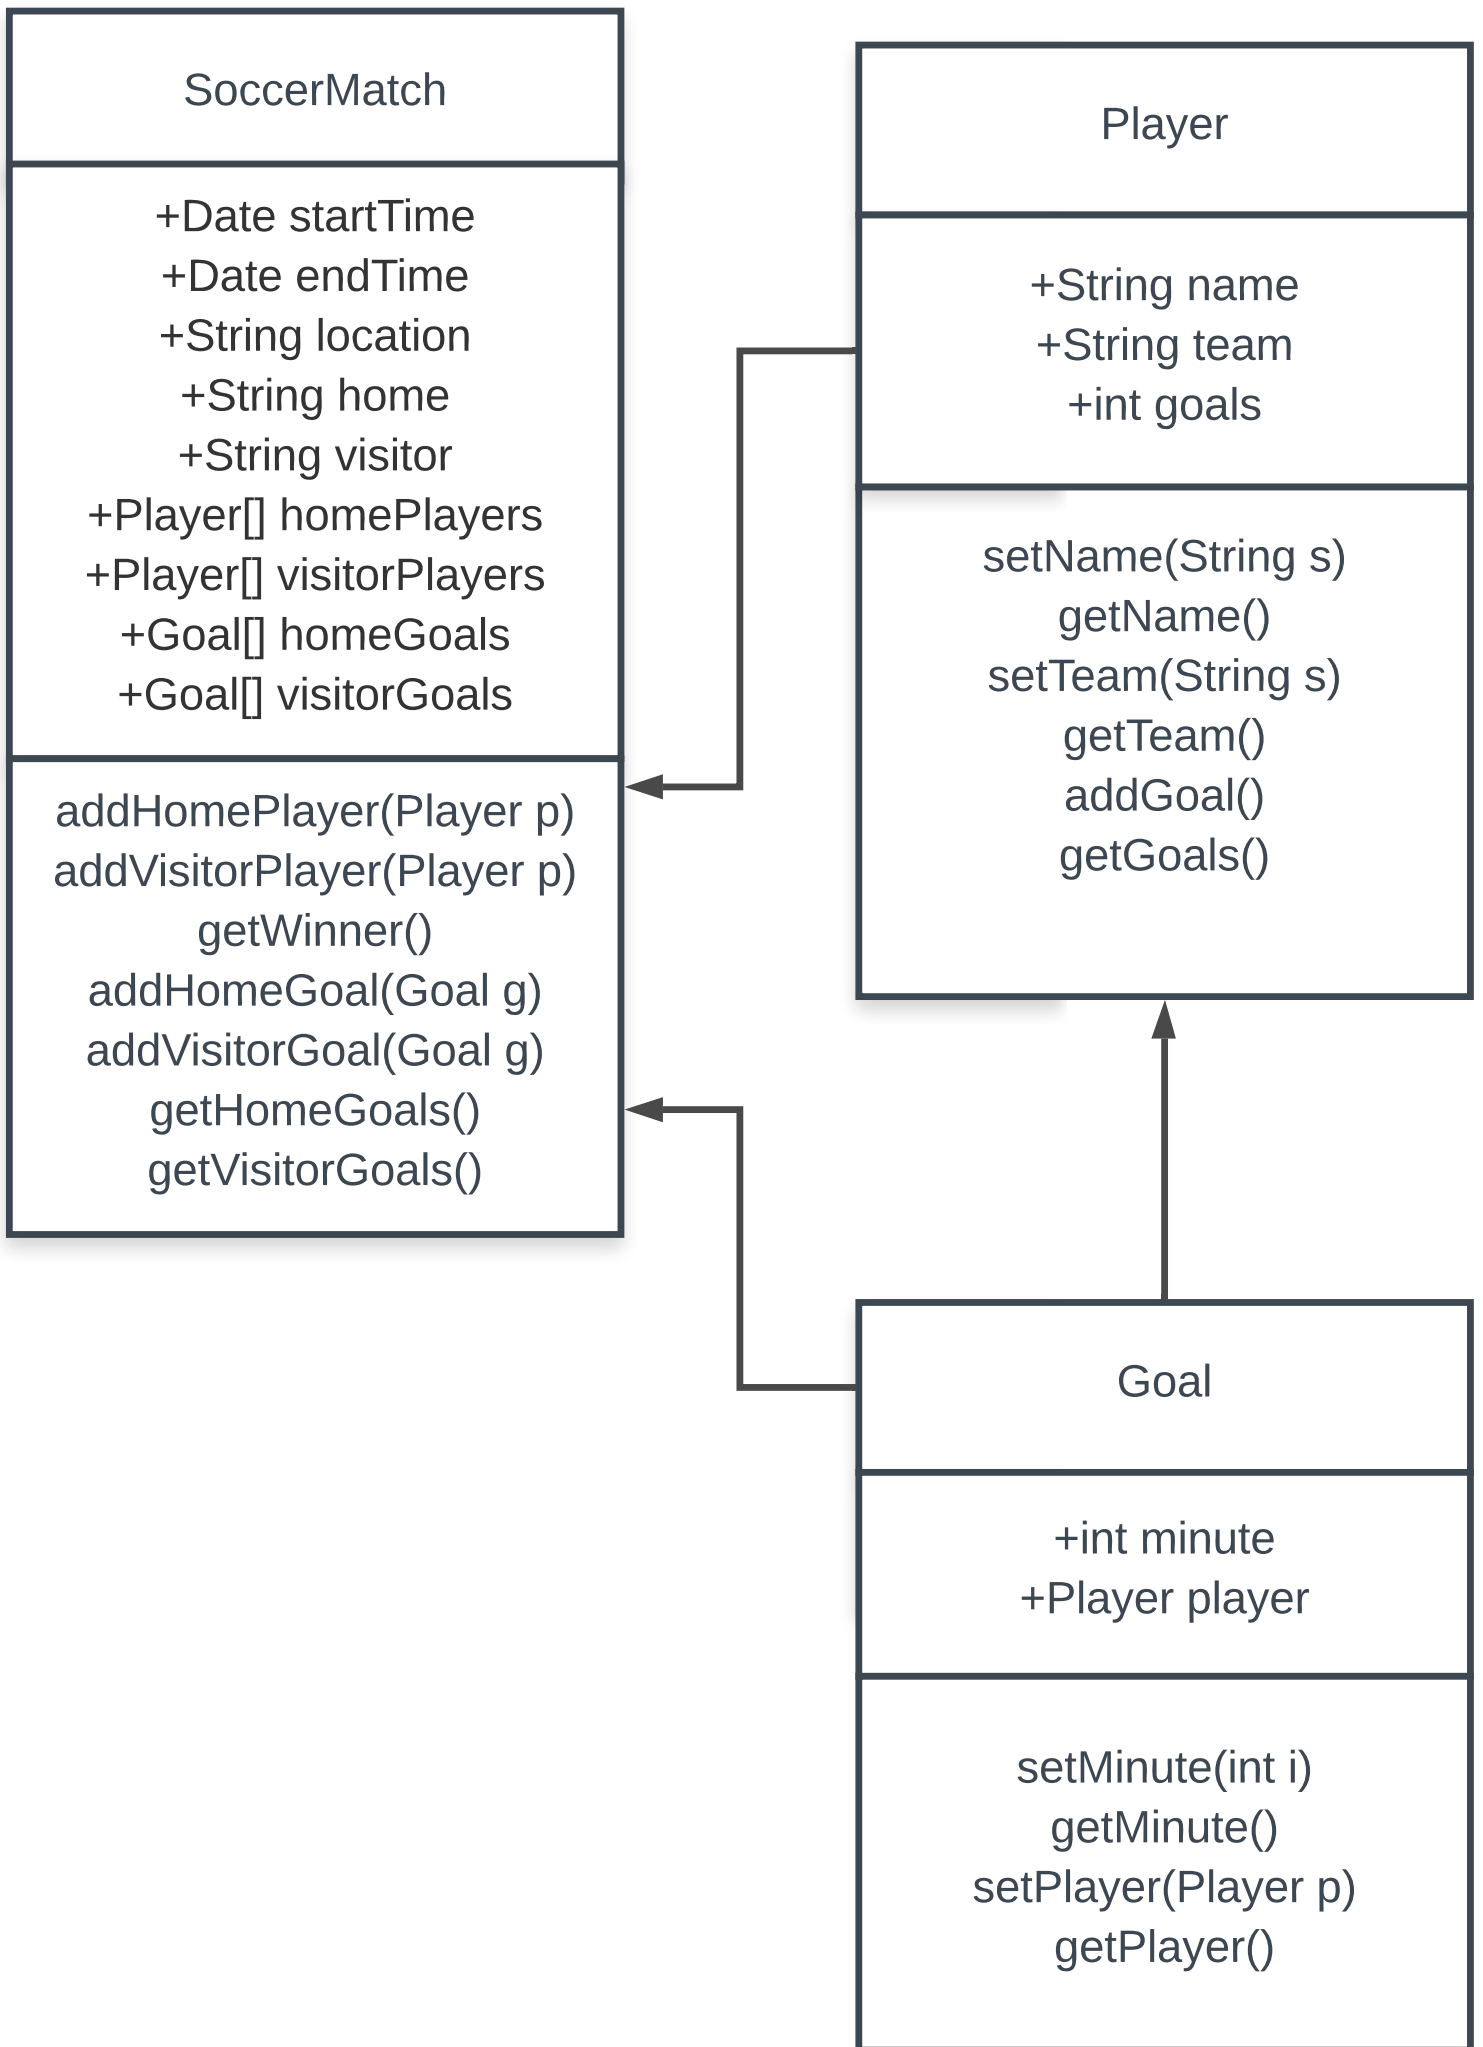 SoccerMatch
+Date startTime
+Date endTime
+String location
+String home
+String visitor
+Player[] homePlayers
+Player[] visitorPlayers
+Goal[] homeGoals
+Goal[] visitorGoals
addHomePlayer(Player p)
addVisitorPlayer(Player p)
getWinner()
addHomeGoal(Goal g)
addVisitorGoal(Goal g)
getHomeGoals()
getVisitorGoals()
Player
+String name
+String team
+int goals
setName(String s)
getName()
setTeam(String s)
getTeam()
addGoal()
getGoals()
Goal
+int minute
+Player player
setMinute(int i)
getMinute()
setPlayer(Player p)
getPlayer()